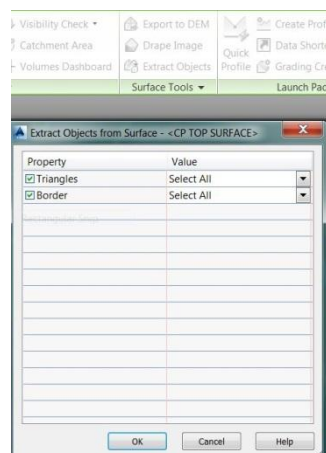 Visibility Check
Export to DEM
Create Prof
Catchment Area
Drape Image
Quick
Data Short
Volumes Dashboard
Extract Objects
Profile
Grading Cre
Surface Tools
Launch Pad
Extract Objects from Surface - <CP TOP SURFACE>
Property
Value
Triangles
Select All
Border
Select All
OK
Cancel
Help